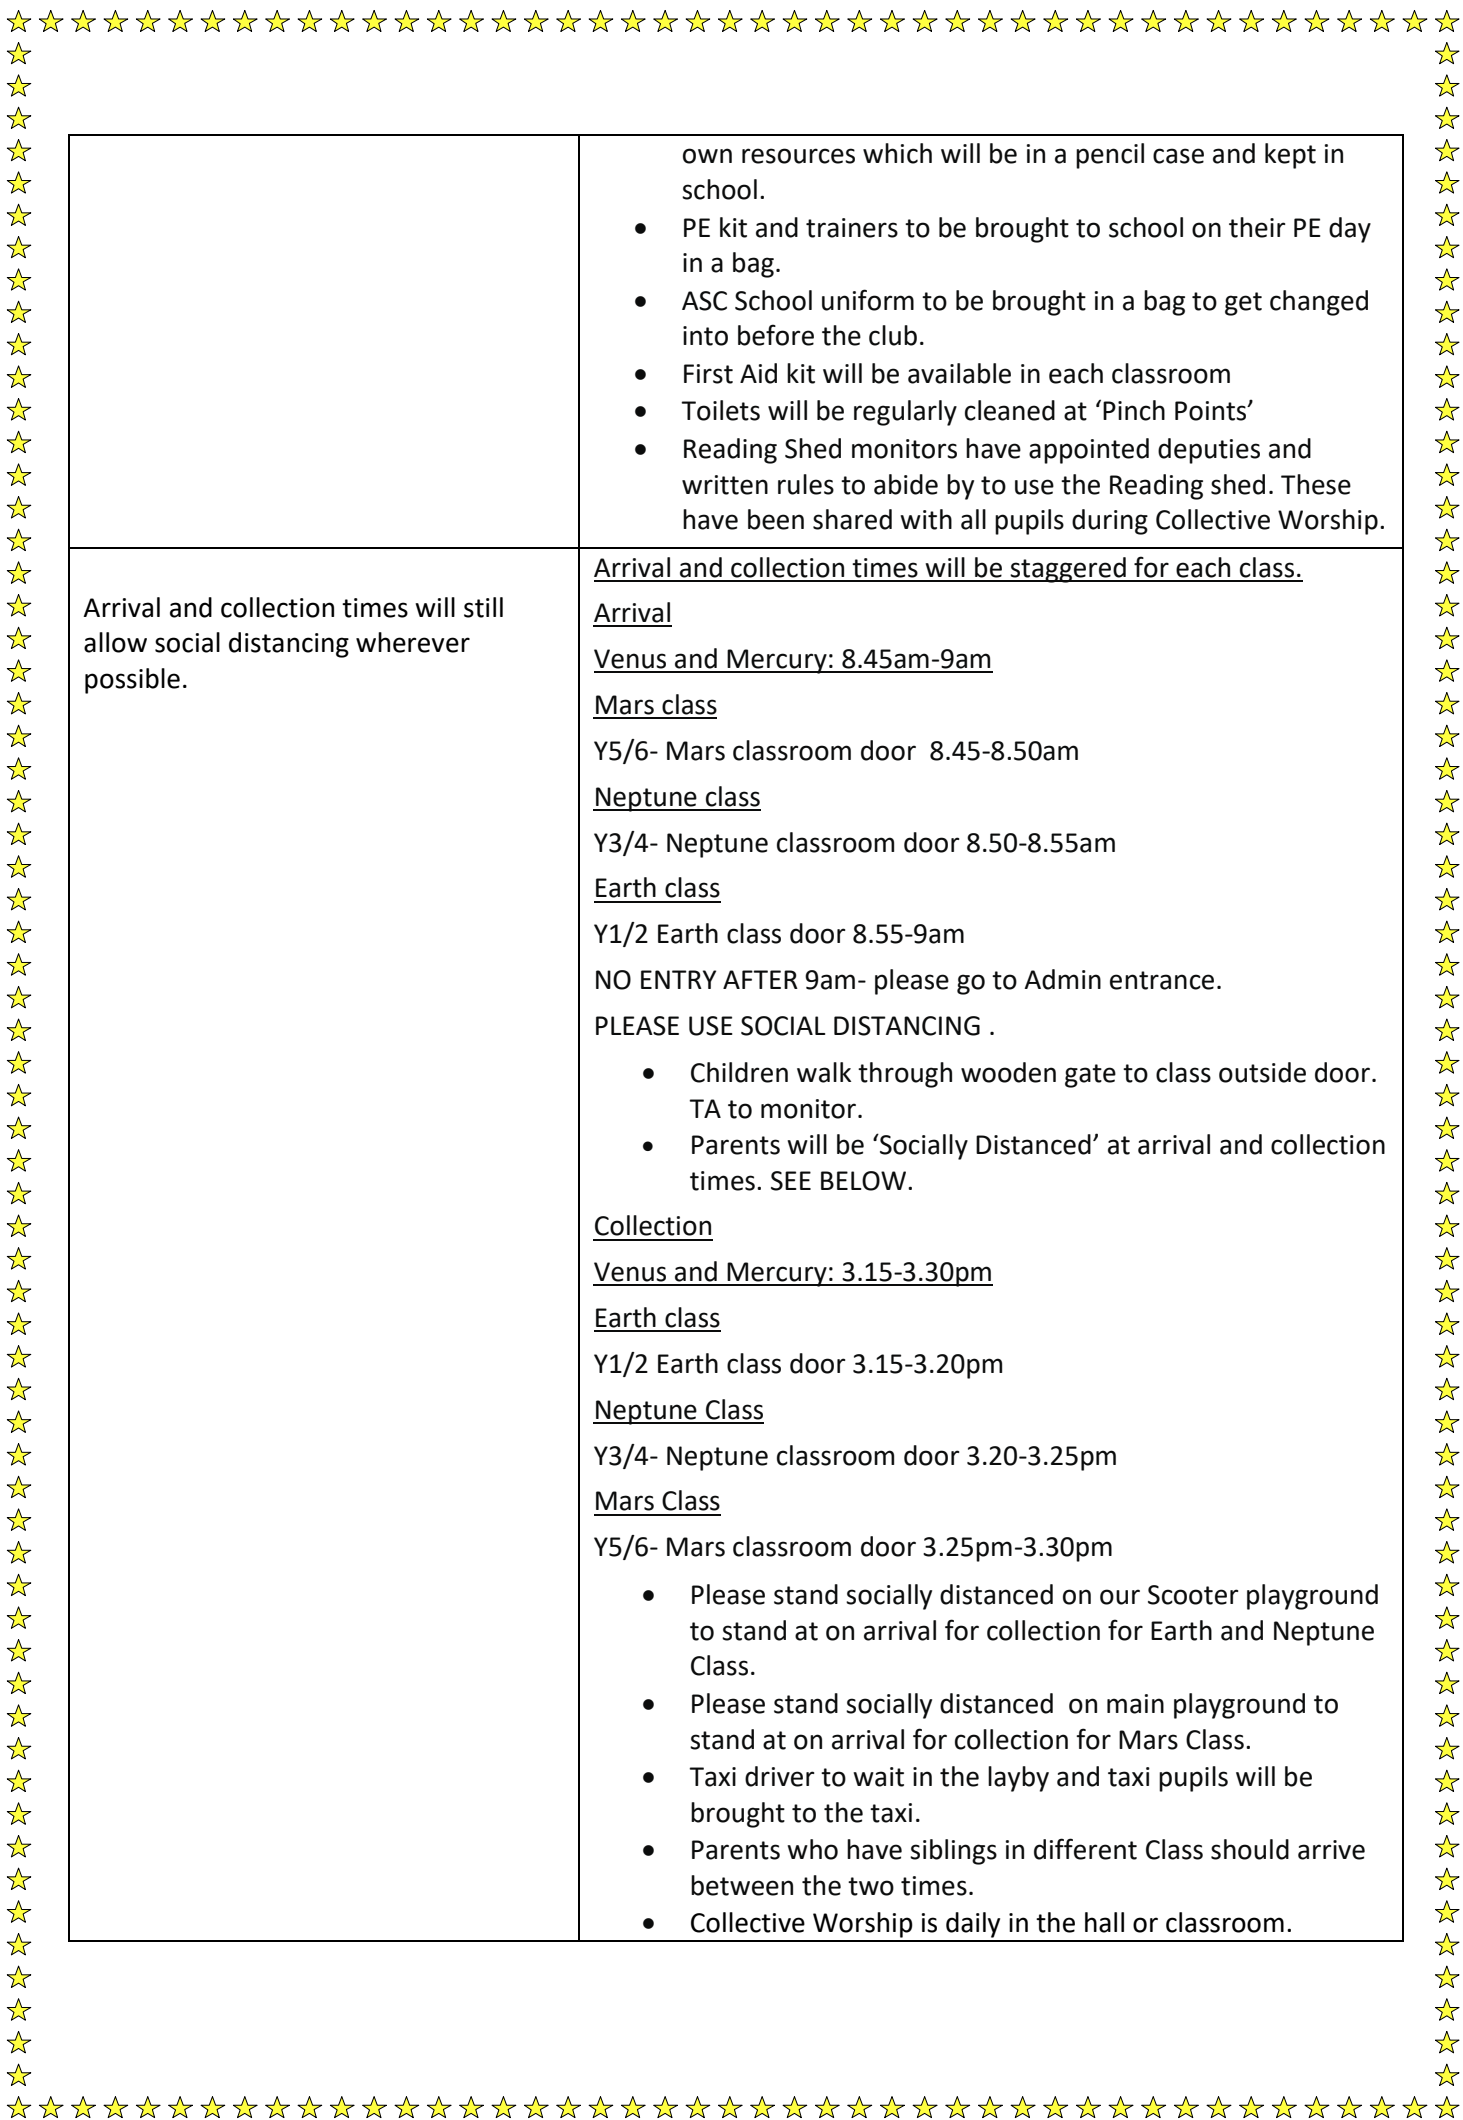 own resources which will be in a pencil case and kept in
school.
• PE kit and trainers to be brought to school on their PE day
in a bag.
• ASC School uniform to be brought in a bag to get changed
into before the club.
• First Aid kit will be available in each classroom
• Toilets will be regularly cleaned at ‘Pinch Points’
• Reading Shed monitors have appointed deputies and
written rules to abide by to use the Reading shed. These
have been shared with all pupils during Collective Worship.
Arrival and collection times will still
allow social distancing wherever
possible.
Arrival and collection times will be staggered for each class.
Arrival
Venus and Mercury: 8.45am-9am
Mars class
Y5/6- Mars classroom door  8.45-8.50am
Neptune class
Y3/4- Neptune classroom door 8.50-8.55am
Earth class
Y1/2 Earth class door 8.55-9am
NO ENTRY AFTER 9am- please go to Admin entrance.
PLEASE USE SOCIAL DISTANCING .
• Children walk through wooden gate to class outside door.
TA to monitor.
• Parents will be ‘Socially Distanced’ at arrival and collection
times. SEE BELOW.
Collection
Venus and Mercury: 3.15-3.30pm
Earth class
Y1/2 Earth class door 3.15-3.20pm
Neptune Class
Y3/4- Neptune classroom door 3.20-3.25pm
Mars Class
Y5/6- Mars classroom door 3.25pm-3.30pm
• Please stand socially distanced on our Scooter playground
to stand at on arrival for collection for Earth and Neptune
Class.
• Please stand socially distanced  on main playground to
stand at on arrival for collection for Mars Class.
• Taxi driver to wait in the layby and taxi pupils will be
brought to the taxi.
• Parents who have siblings in different Class should arrive
between the two times.
• Collective Worship is daily in the hall or classroom.